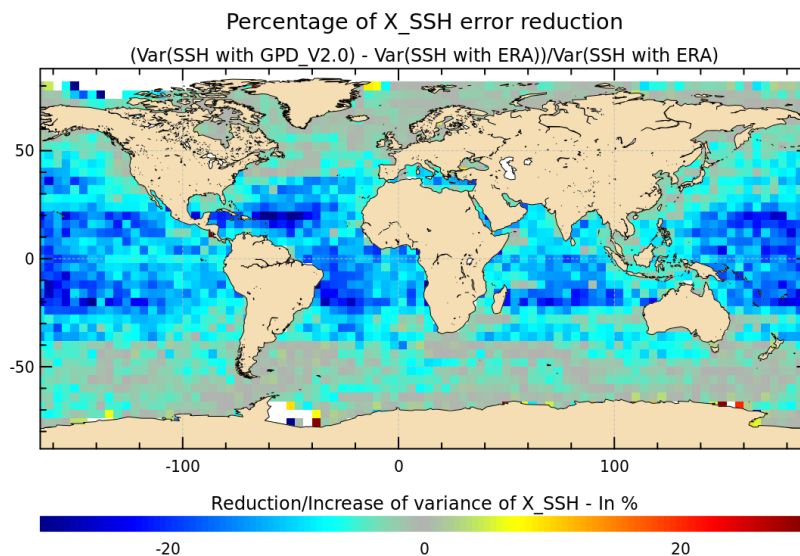 Percentage of X_SSH error reduction
(Var(SSH with GPD_V2.0) - Var(SSH with ERA))/Var(SSH with ERA)
50
0
-50
-100 0 100
Reduction/Increase of variance of X_SSH - In %
-20 0 20